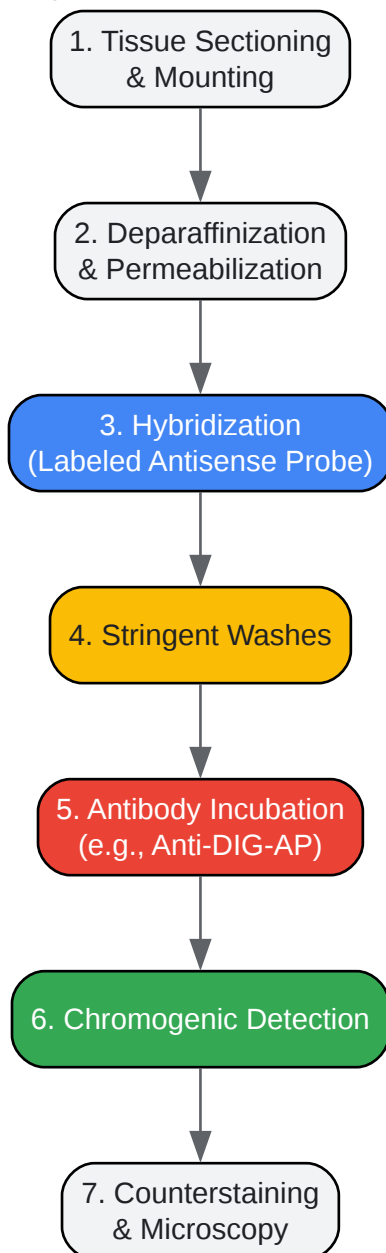 1. Tissue Sectioning
& Mounting
2. Deparaffinization
& Permeabilization
3. Hybridization
(Labeled Antisense Probe)
4. Stringent Washes
5. Antibody Incubation
(e.g., Anti-DIG-AP)
6. Chromogenic Detection
7. Counterstaining
& Microscopy